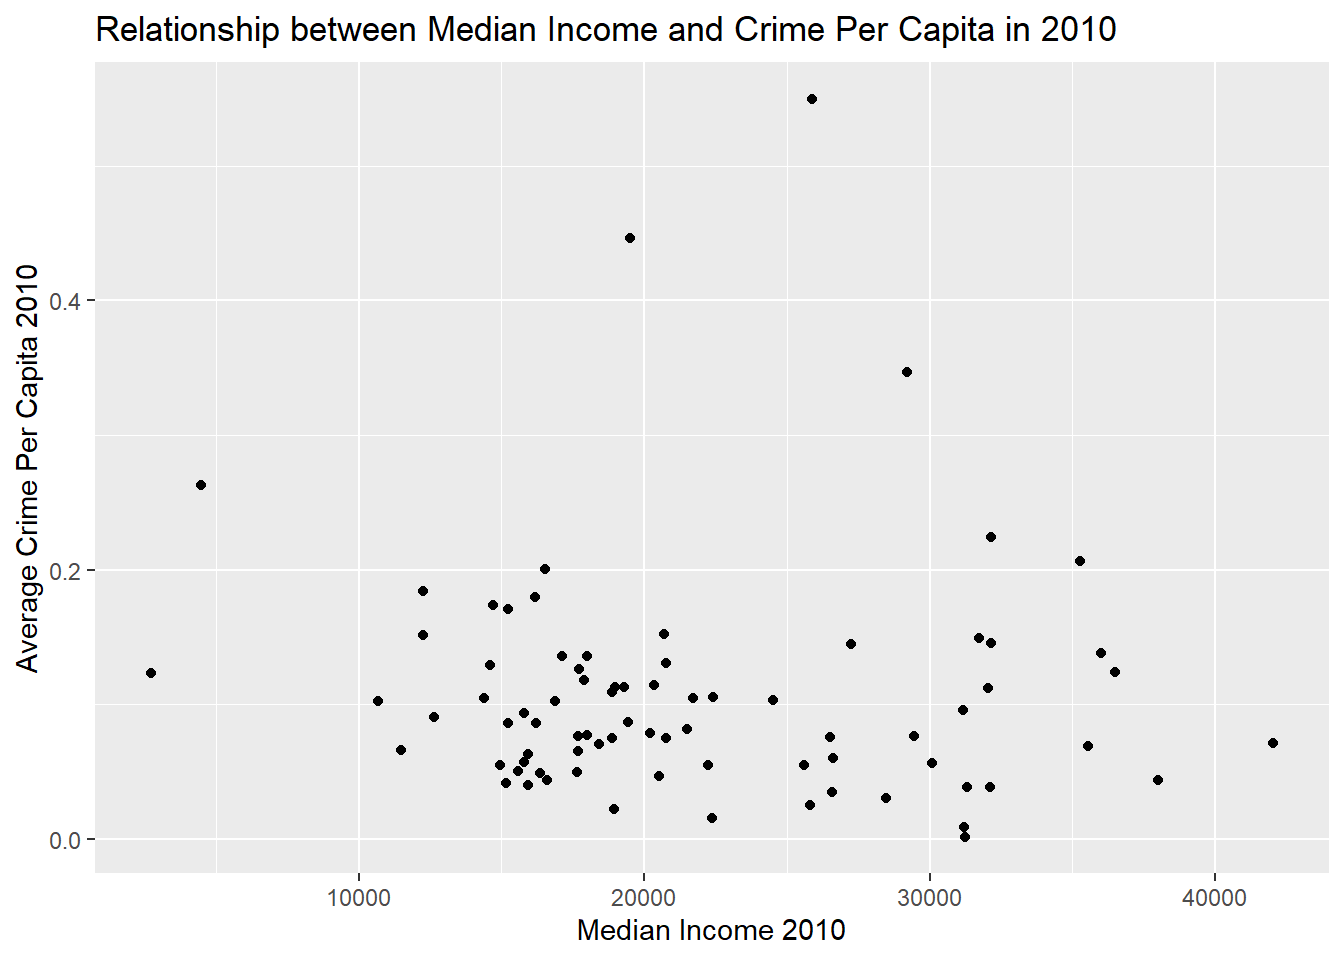 Relationship between Median Income and Crime Per Capita in 2010
Average Crime Per Capita 2010
0.4
0.2
0.0
10000 20000 30000 40000
Median Income 2010